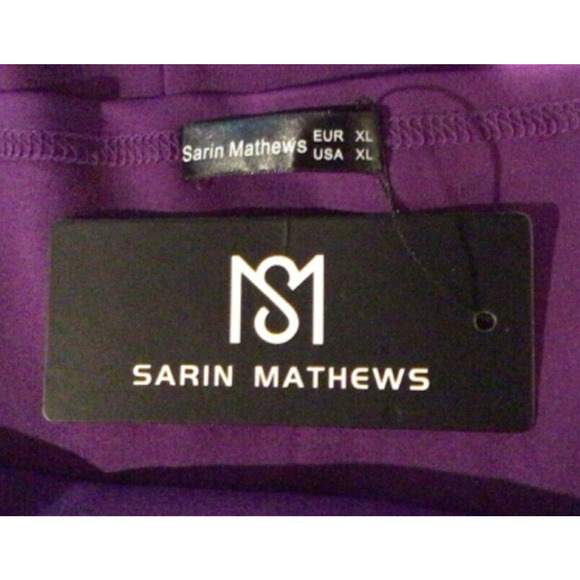 Sarin Mathews EUR XL
USA XL
SM
SARIN MATHEWS